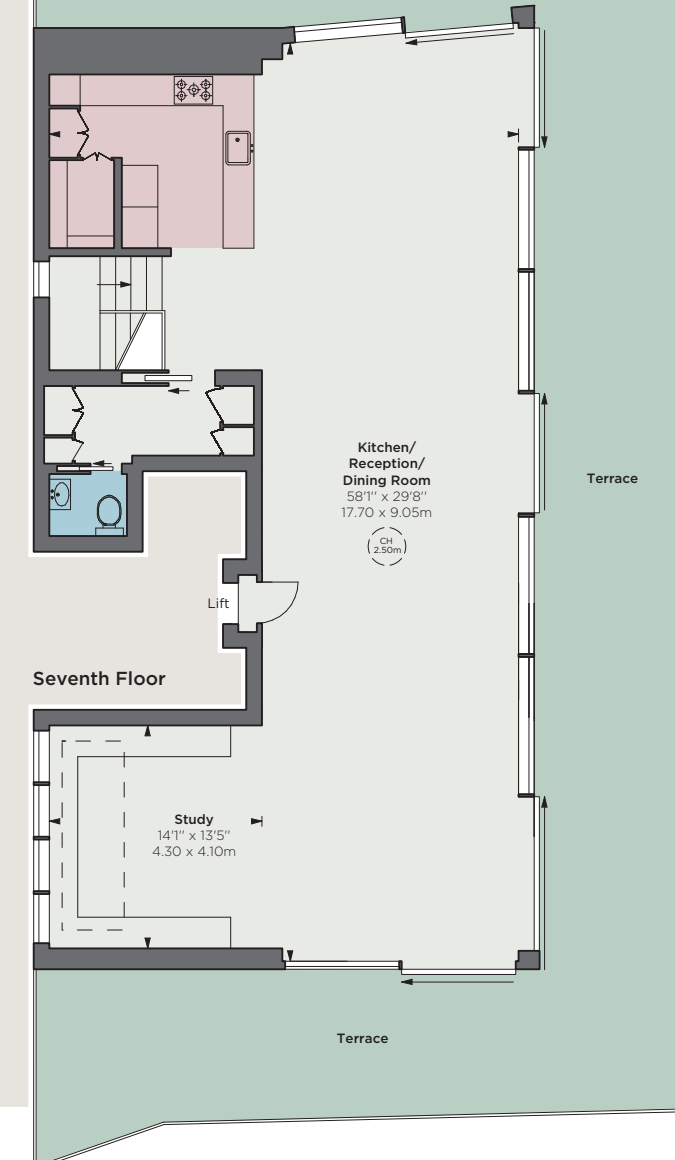 Kitchen/
Reception/
Dining Room
58'1'' x 29'8''
17.70 x 9.05m
CH
2.50m
Terrace
Lift
Seventh Floor
Study
14'1'' x 13'5''
4.30 x 4.10m
Terrace